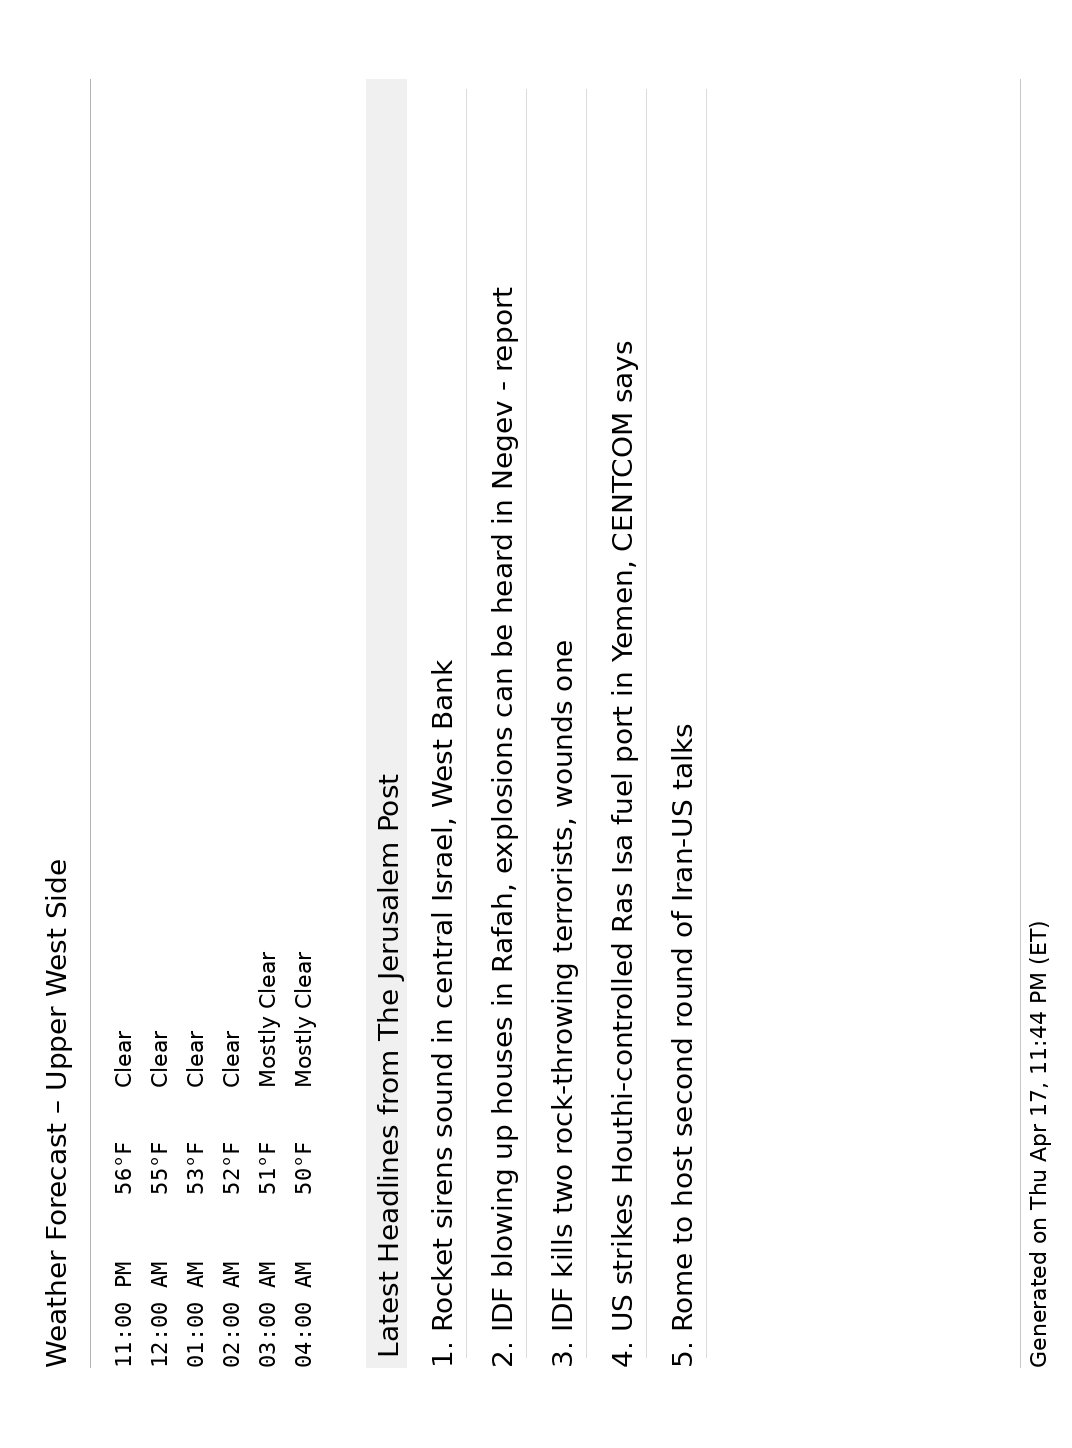 Weather Forecast – Upper West Side
11:00 PM 56°F Clear
12:00 AM 55°F Clear
01:00 AM 53°F Clear
02:00 AM 52°F Clear
03:00 AM 51°F Mostly Clear
04:00 AM 50°F Mostly Clear
Latest Headlines from The Jerusalem Post
1. Rocket sirens sound in central Israel, West Bank
2. IDF blowing up houses in Rafah, explosions can be heard in Negev - report
3. IDF kills two rock-throwing terrorists, wounds one
4. US strikes Houthi-controlled Ras Isa fuel port in Yemen, CENTCOM says
5. Rome to host second round of Iran-US talks
Generated on Thu Apr 17, 11:44 PM (ET)